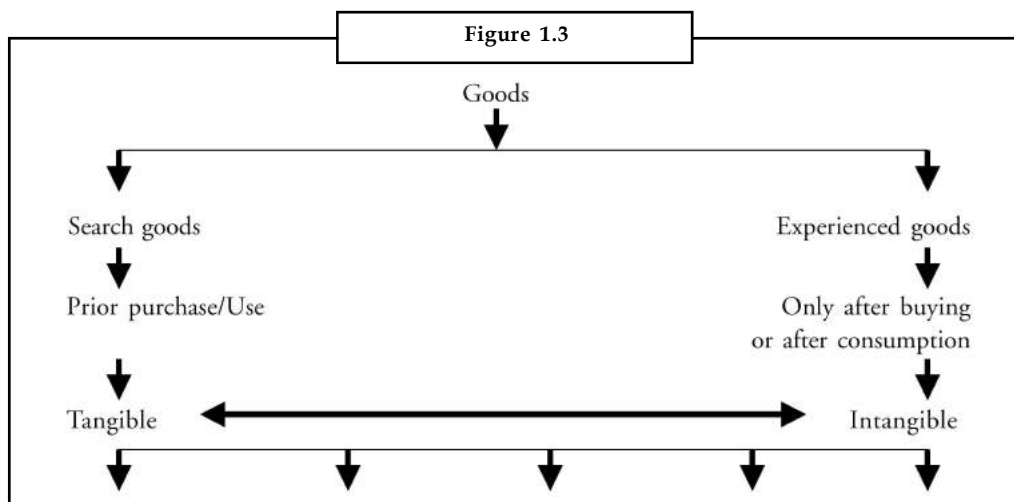 Figure 1.3
Goods
Search goods
Experienced goods
Prior purchase/Use
Only after buying
or after consumption
Tangible
Intangible